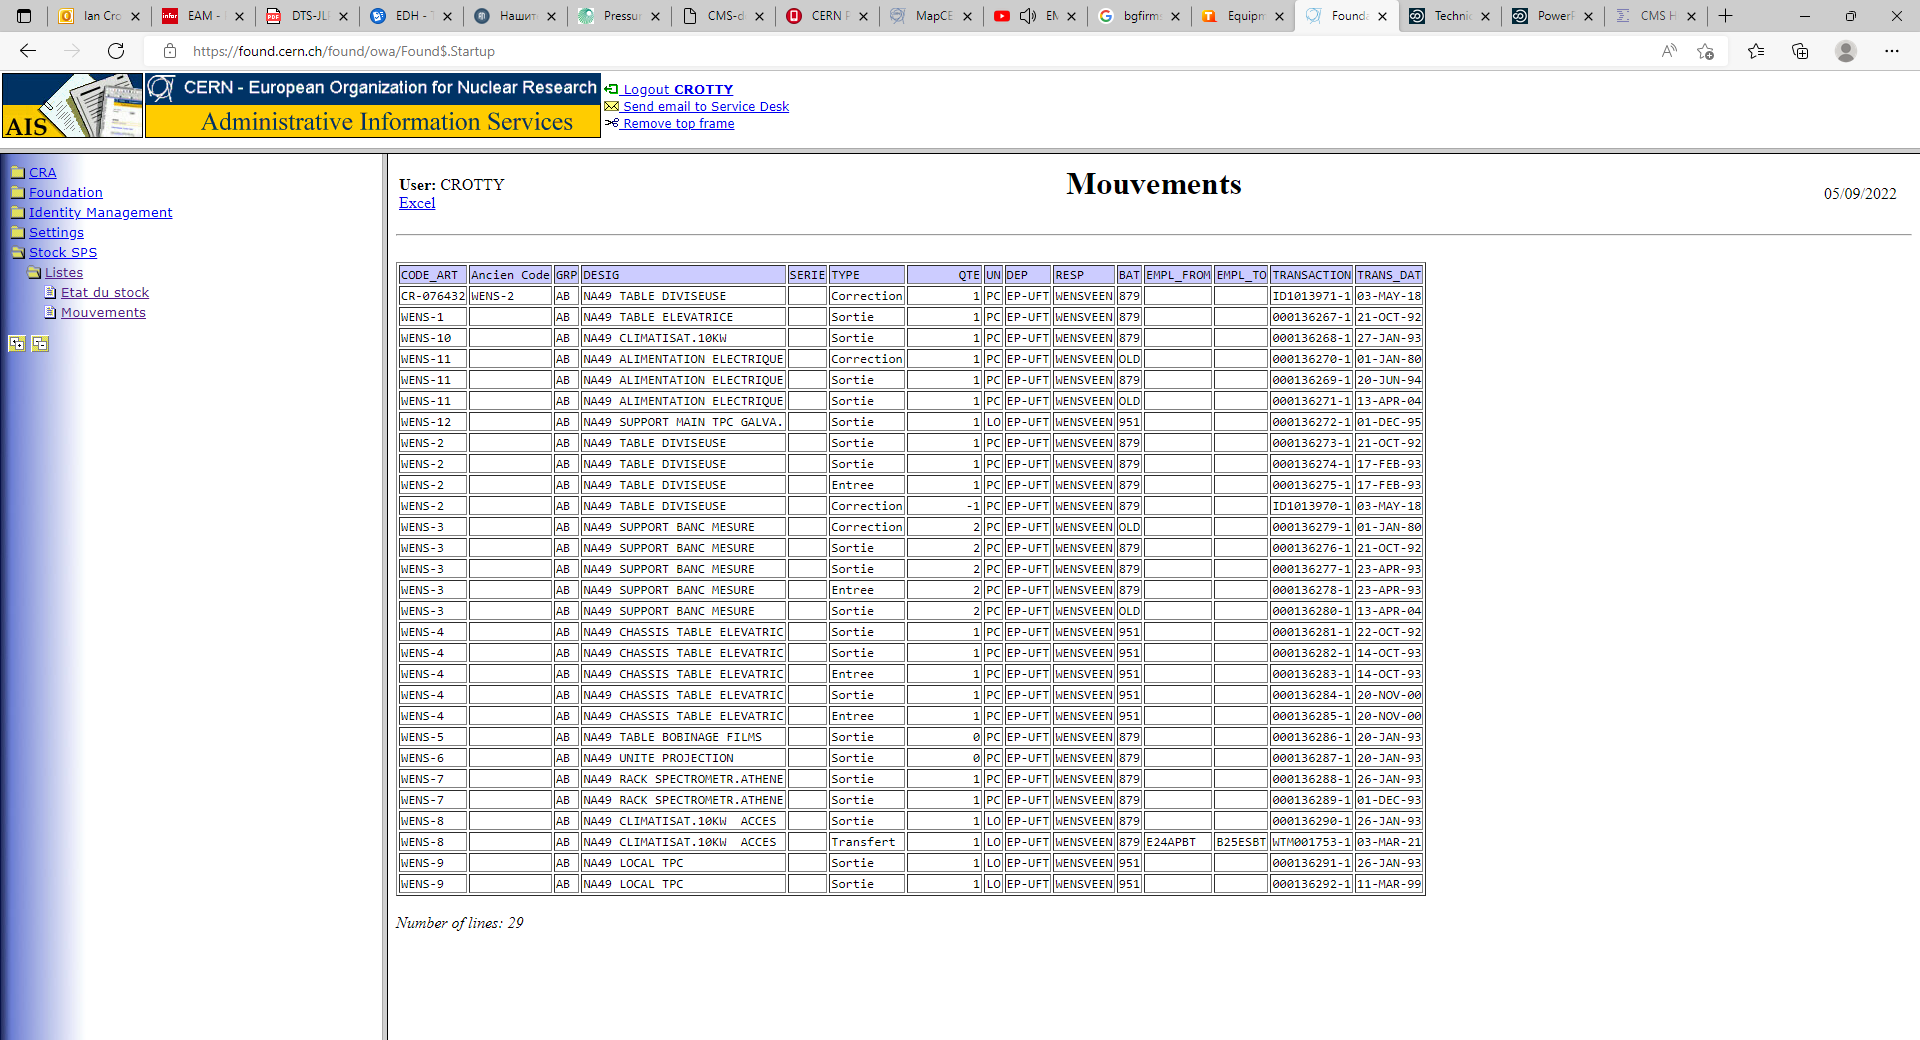 Ian Cro
EAM -
DTS-JLI
EDH - T
Нашит
Pressur
CMS-d
CERN F
MapCE
EN
bgfirm
Equipm
Founda
Technic
PowerF
CMS H
https://found.cern.ch/found/owa/Found$.Startup
AIS
CERN - European Organization for Nuclear Research
Administrative Information Services
Logout CROTTY
Send email to Service Desk
Remove top frame
CRA
Foundation
Identity Management
Settings
Stock SPS
Listes
Etat du stock
Mouvements
User: CROTTY
Excel
Mouvements
05/09/2022
CODE_ART Ancien Code GRP DESIG SERIE TYPE QTE UN DEP RESP BAT EMPL_FROM EMPL_TO TRANSACTION TRANS_DAT
CR-076432 WENS-2 AB NA49 TABLE DIVISEUSE Correction 1 PC EP-UFT WENSVEEN 879 ID1013971-1 03-MAY-18
WENS-1 AB NA49 TABLE ELEVATRICE Sortie 1 PC EP-UFT WENSVEEN 879 000136267-1 21-OCT-92
WENS-10 AB NA49 CLIMATISAT.10KW Sortie 1 PC EP-UFT WENSVEEN 879 000136268-1 27-JAN-93
WENS-11 AB NA49 ALIMENTATION ELECTRIQUE Correction 1 PC EP-UFT WENSVEEN OLD 000136270-1 01-JAN-80
WENS-11 AB NA49 ALIMENTATION ELECTRIQUE Sortie 1 PC EP-UFT WENSVEEN 879 000136269-1 20-JUN-94
WENS-11 AB NA49 ALIMENTATION ELECTRIQUE Sortie 1 PC EP-UFT WENSVEEN OLD 000136271-1 13-APR-04
WENS-12 AB NA49 SUPPORT MAIN TPC GALVA. Sortie 1 LO EP-UFT WENSVEEN 951 000136272-1 01-DEC-95
WENS-2 AB NA49 TABLE DIVISEUSE Sortie 1 PC EP-UFT WENSVEEN 879 000136273-1 21-OCT-92
WENS-2 AB NA49 TABLE DIVISEUSE Sortie 1 PC EP-UFT WENSVEEN 879 000136274-1 17-FEB-93
WENS-2 AB NA49 TABLE DIVISEUSE Entree 1 PC EP-UFT WENSVEEN 879 000136275-1 17-FEB-93
WENS-2 AB NA49 TABLE DIVISEUSE Correction -1 PC EP-UFT WENSVEEN 879 ID1013970-1 03-MAY-18
WENS-3 AB NA49 SUPPORT BANC MESURE Correction 2 PC EP-UFT WENSVEEN OLD 000136279-1 01-JAN-80
WENS-3 AB NA49 SUPPORT BANC MESURE Sortie 2 PC EP-UFT WENSVEEN 879 000136276-1 21-OCT-92
WENS-3 AB NA49 SUPPORT BANC MESURE Sortie 2 PC EP-UFT WENSVEEN 879 000136277-1 23-APR-93
WENS-3 AB NA49 SUPPORT BANC MESURE Entree 2 PC EP-UFT WENSVEEN 879 000136278-1 23-APR-93
WENS-3 AB NA49 SUPPORT BANC MESURE Sortie 2 PC EP-UFT WENSVEEN OLD 000136280-1 13-APR-04
WENS-4 AB NA49 CHASSIS TABLE ELEVATRIC Sortie 1 PC EP-UFT WENSVEEN 951 000136281-1 22-OCT-92
WENS-4 AB NA49 CHASSIS TABLE ELEVATRIC Sortie 1 PC EP-UFT WENSVEEN 951 000136282-1 14-OCT-93
WENS-4 AB NA49 CHASSIS TABLE ELEVATRIC Entree 1 PC EP-UFT WENSVEEN 951 000136283-1 14-OCT-93
WENS-4 AB NA49 CHASSIS TABLE ELEVATRIC Sortie 1 PC EP-UFT WENSVEEN 951 000136284-1 20-NOV-00
WENS-4 AB NA49 CHASSIS TABLE ELEVATRIC Entree 1 PC EP-UFT WENSVEEN 951 000136285-1 20-NOV-00
WENS-5 AB NA49 TABLE BOBINAGE FILMS Sortie 0 PC EP-UFT WENSVEEN 879 000136286-1 20-JAN-93
WENS-6 AB NA49 UNITE PROJECTION Sortie 0 PC EP-UFT WENSVEEN 879 000136287-1 20-JAN-93
WENS-7 AB NA49 RACK SPECTROMETR.ATHENE Sortie 1 PC EP-UFT WENSVEEN 879 000136288-1 26-JAN-93
WENS-7 AB NA49 RACK SPECTROMETR.ATHENE Sortie 1 PC EP-UFT WENSVEEN 879 000136289-1 01-DEC-93
WENS-8 AB NA49 CLIMATISAT.10KW ACCES Sortie 1 LO EP-UFT WENSVEEN 879 000136290-1 26-JAN-93
WENS-8 AB NA49 CLIMATISAT.10KW ACCES Transfert 1 LO EP-UFT WENSVEEN 879 E24APBT B25ESBT WTM001753-1 03-MAR-21
WENS-9 AB NA49 LOCAL TPC Sortie 1 LO EP-UFT WENSVEEN 951 000136291-1 26-JAN-93
WENS-9 AB NA49 LOCAL TPC Sortie 1 LO EP-UFT WENSVEEN 951 000136292-1 11-MAR-99
Number of lines: 29